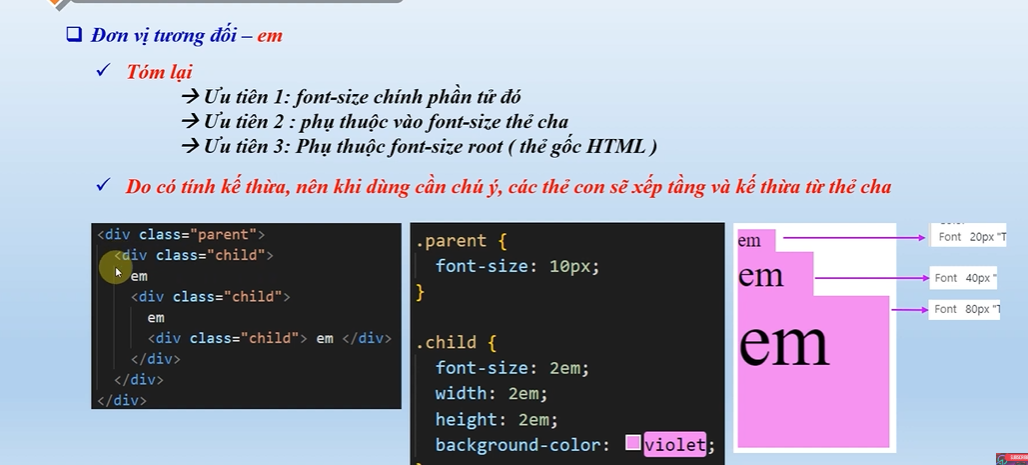 Đơn vị tương đối – em
Tóm lại
→ Ưu tiên 1: font-size chính phần tử đó
→ Ưu tiên 2 : phụ thuộc vào font-size thẻ cha
→ Ưu tiên 3: Phụ thuộc font-size root ( thẻ gốc HTML )
Do có tính kế thừa, nên khi dùng cần chú ý, các thẻ con sẽ xếp tầng và kế thừa từ thẻ cha
<div class="parent">
<div class="child">
em
<div class="child">
em
<div class="child"> em </div>
</div>
</div>
</div>
.parent {
font-size: 10px;
}
.child {
font-size: 2em;
width: 2em;
height: 2em;
background-color: violet;
em
em
em
Font 20px "T
Font 40px "
Font 80px "T